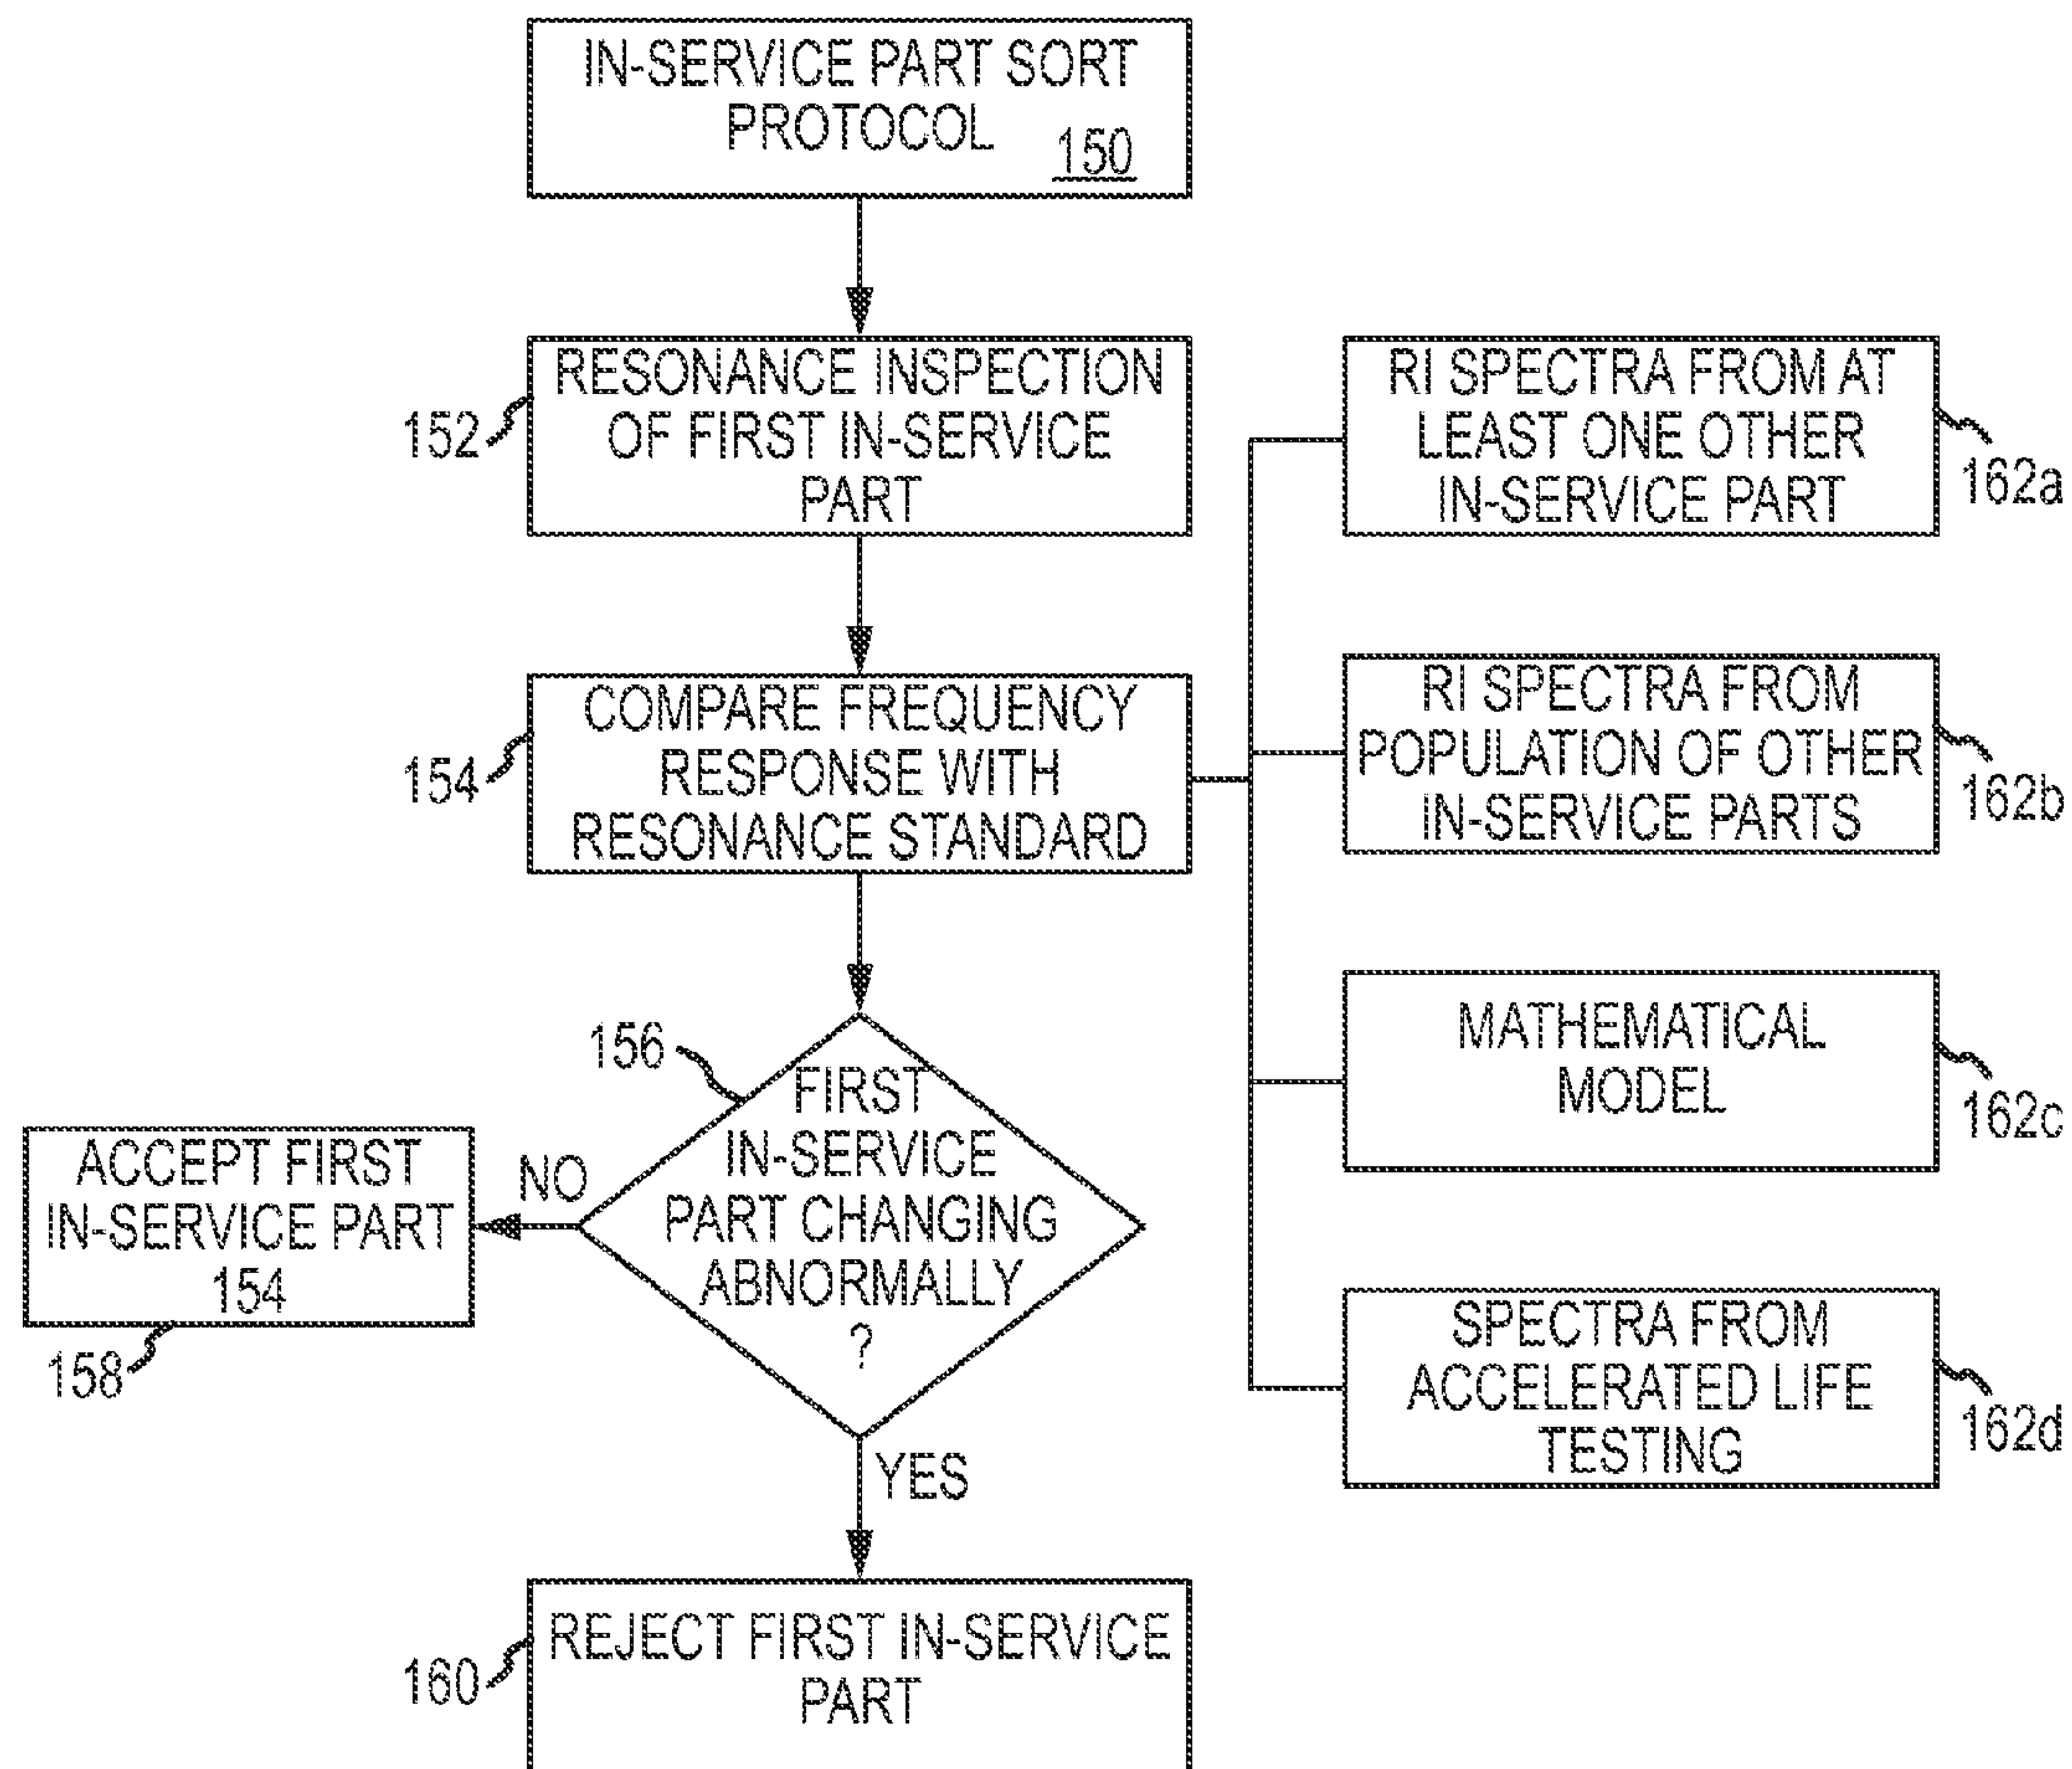 IN-SERVICE PART SORT
PROTOCOL
150
RESONANCE INSPECTION
OF FIRST IN-SERVICE
PART
152
COMPARE FREQUENCY
RESPONSE WITH
RESONANCE STANDARD
154
RI SPECTRA FROM AT
LEAST ONE OTHER
IN-SERVICE PART
162a
RI SPECTRA FROM
POPULATION OF OTHER
IN-SERVICE PARTS
162b
MATHEMATICAL
MODEL
162c
SPECTRA FROM
ACCELERATED LIFE
TESTING
162d
156
FIRST
IN-SERVICE
PART CHANGING
ABNORMALLY
?
NO
ACCEPT FIRST
IN-SERVICE PART
154
158
YES
REJECT FIRST IN-SERVICE
PART
160